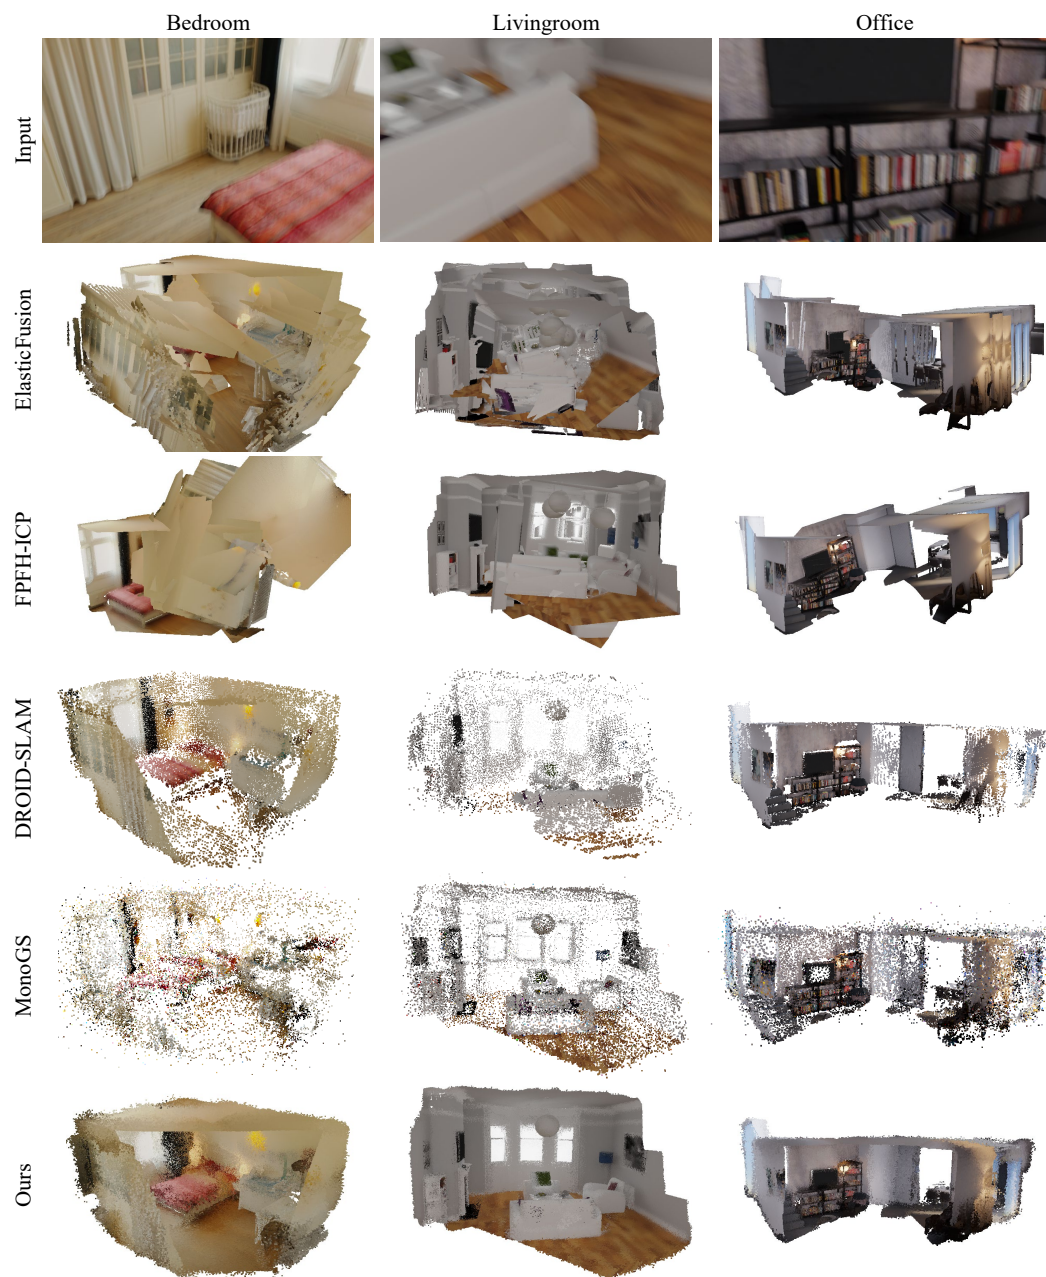 Bedroom
Livingroom
Office
Input
ElasticFusion
FPFH-ICP
DROID-SLAM
MonoGS
Ours